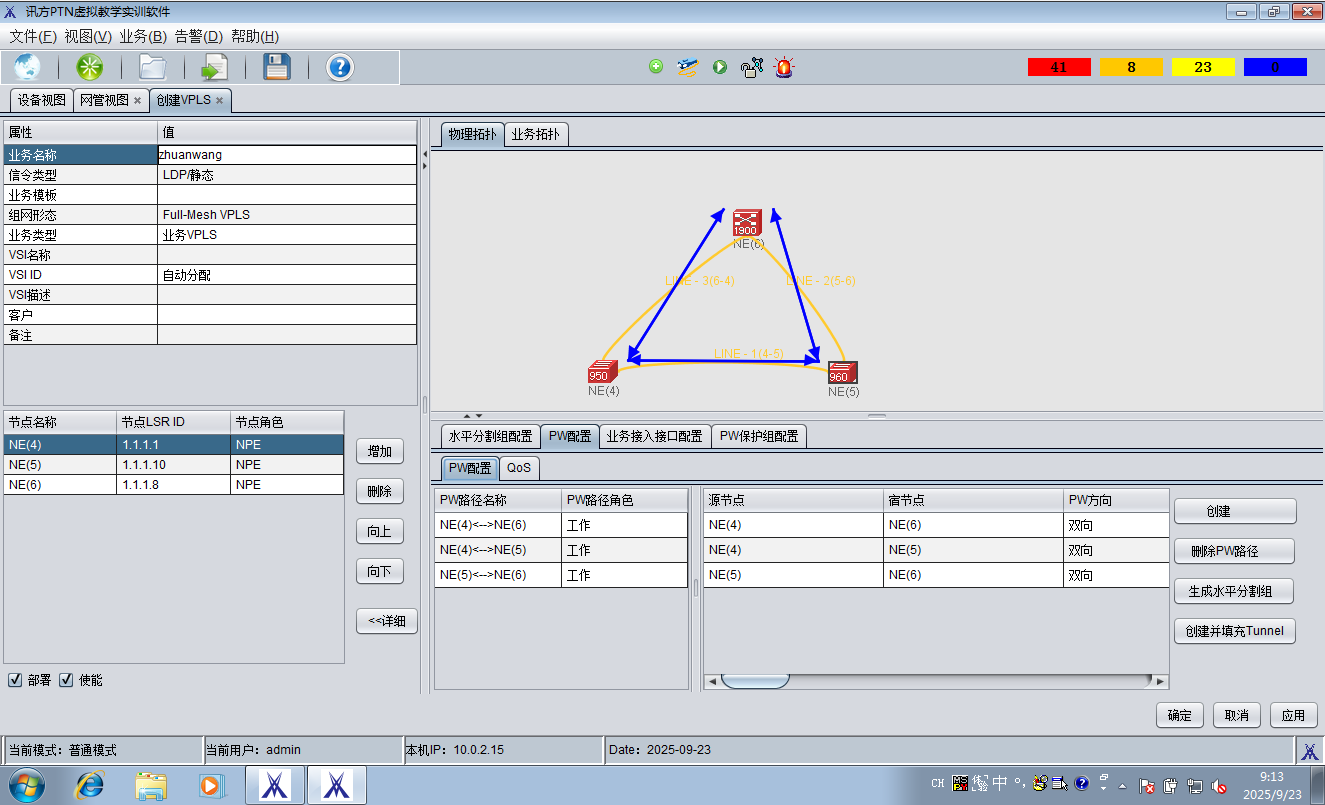 讯方PTN虚拟教学实训软件
文件(F) 视图(V) 业务(B) 告警(D) 帮助(H)
41 8 23 0
设备视图 网管视图 创建VPLS
属性 值
业务名称 zhuanwang
信令类型 LDP/静态
业务模板
组网形态 Full-Mesh VPLS
业务类型 业务VPLS
VSI名称
VSI ID 自动分配
VSI描述
客户
备注
节点名称 节点LSR ID 节点角色
NE(4) 1.1.1.1 NPE
NE(5) 1.1.1.10 NPE
NE(6) 1.1.1.8 NPE
增加
删除
向上
向下
<<详细
部署 使能
物理拓扑 业务拓扑
1900
NE(6)
LINE - 3(6-4) LINE - 2(5-6)
LINE - 1(4-5)
950 960
NE(4) NE(5)
水平分割组配置 PW配置 业务接入接口配置 PW保护组配置
PW配置 QoS
PW路径名称 PW路径角色
NE(4)<-->NE(6) 工作
NE(4)<-->NE(5) 工作
NE(5)<-->NE(6) 工作
源节点 宿节点 PW方向
NE(4) NE(6) 双向
NE(4) NE(5) 双向
NE(5) NE(6) 双向
创建
删除PW路径
生成水平分割组
创建并填充Tunnel
确定 取消 应用
当前模式：普通模式 当前用户：admin 本机IP：10.0.2.15 Date：2025-09-23
CH 中 9:13
2025/9/23